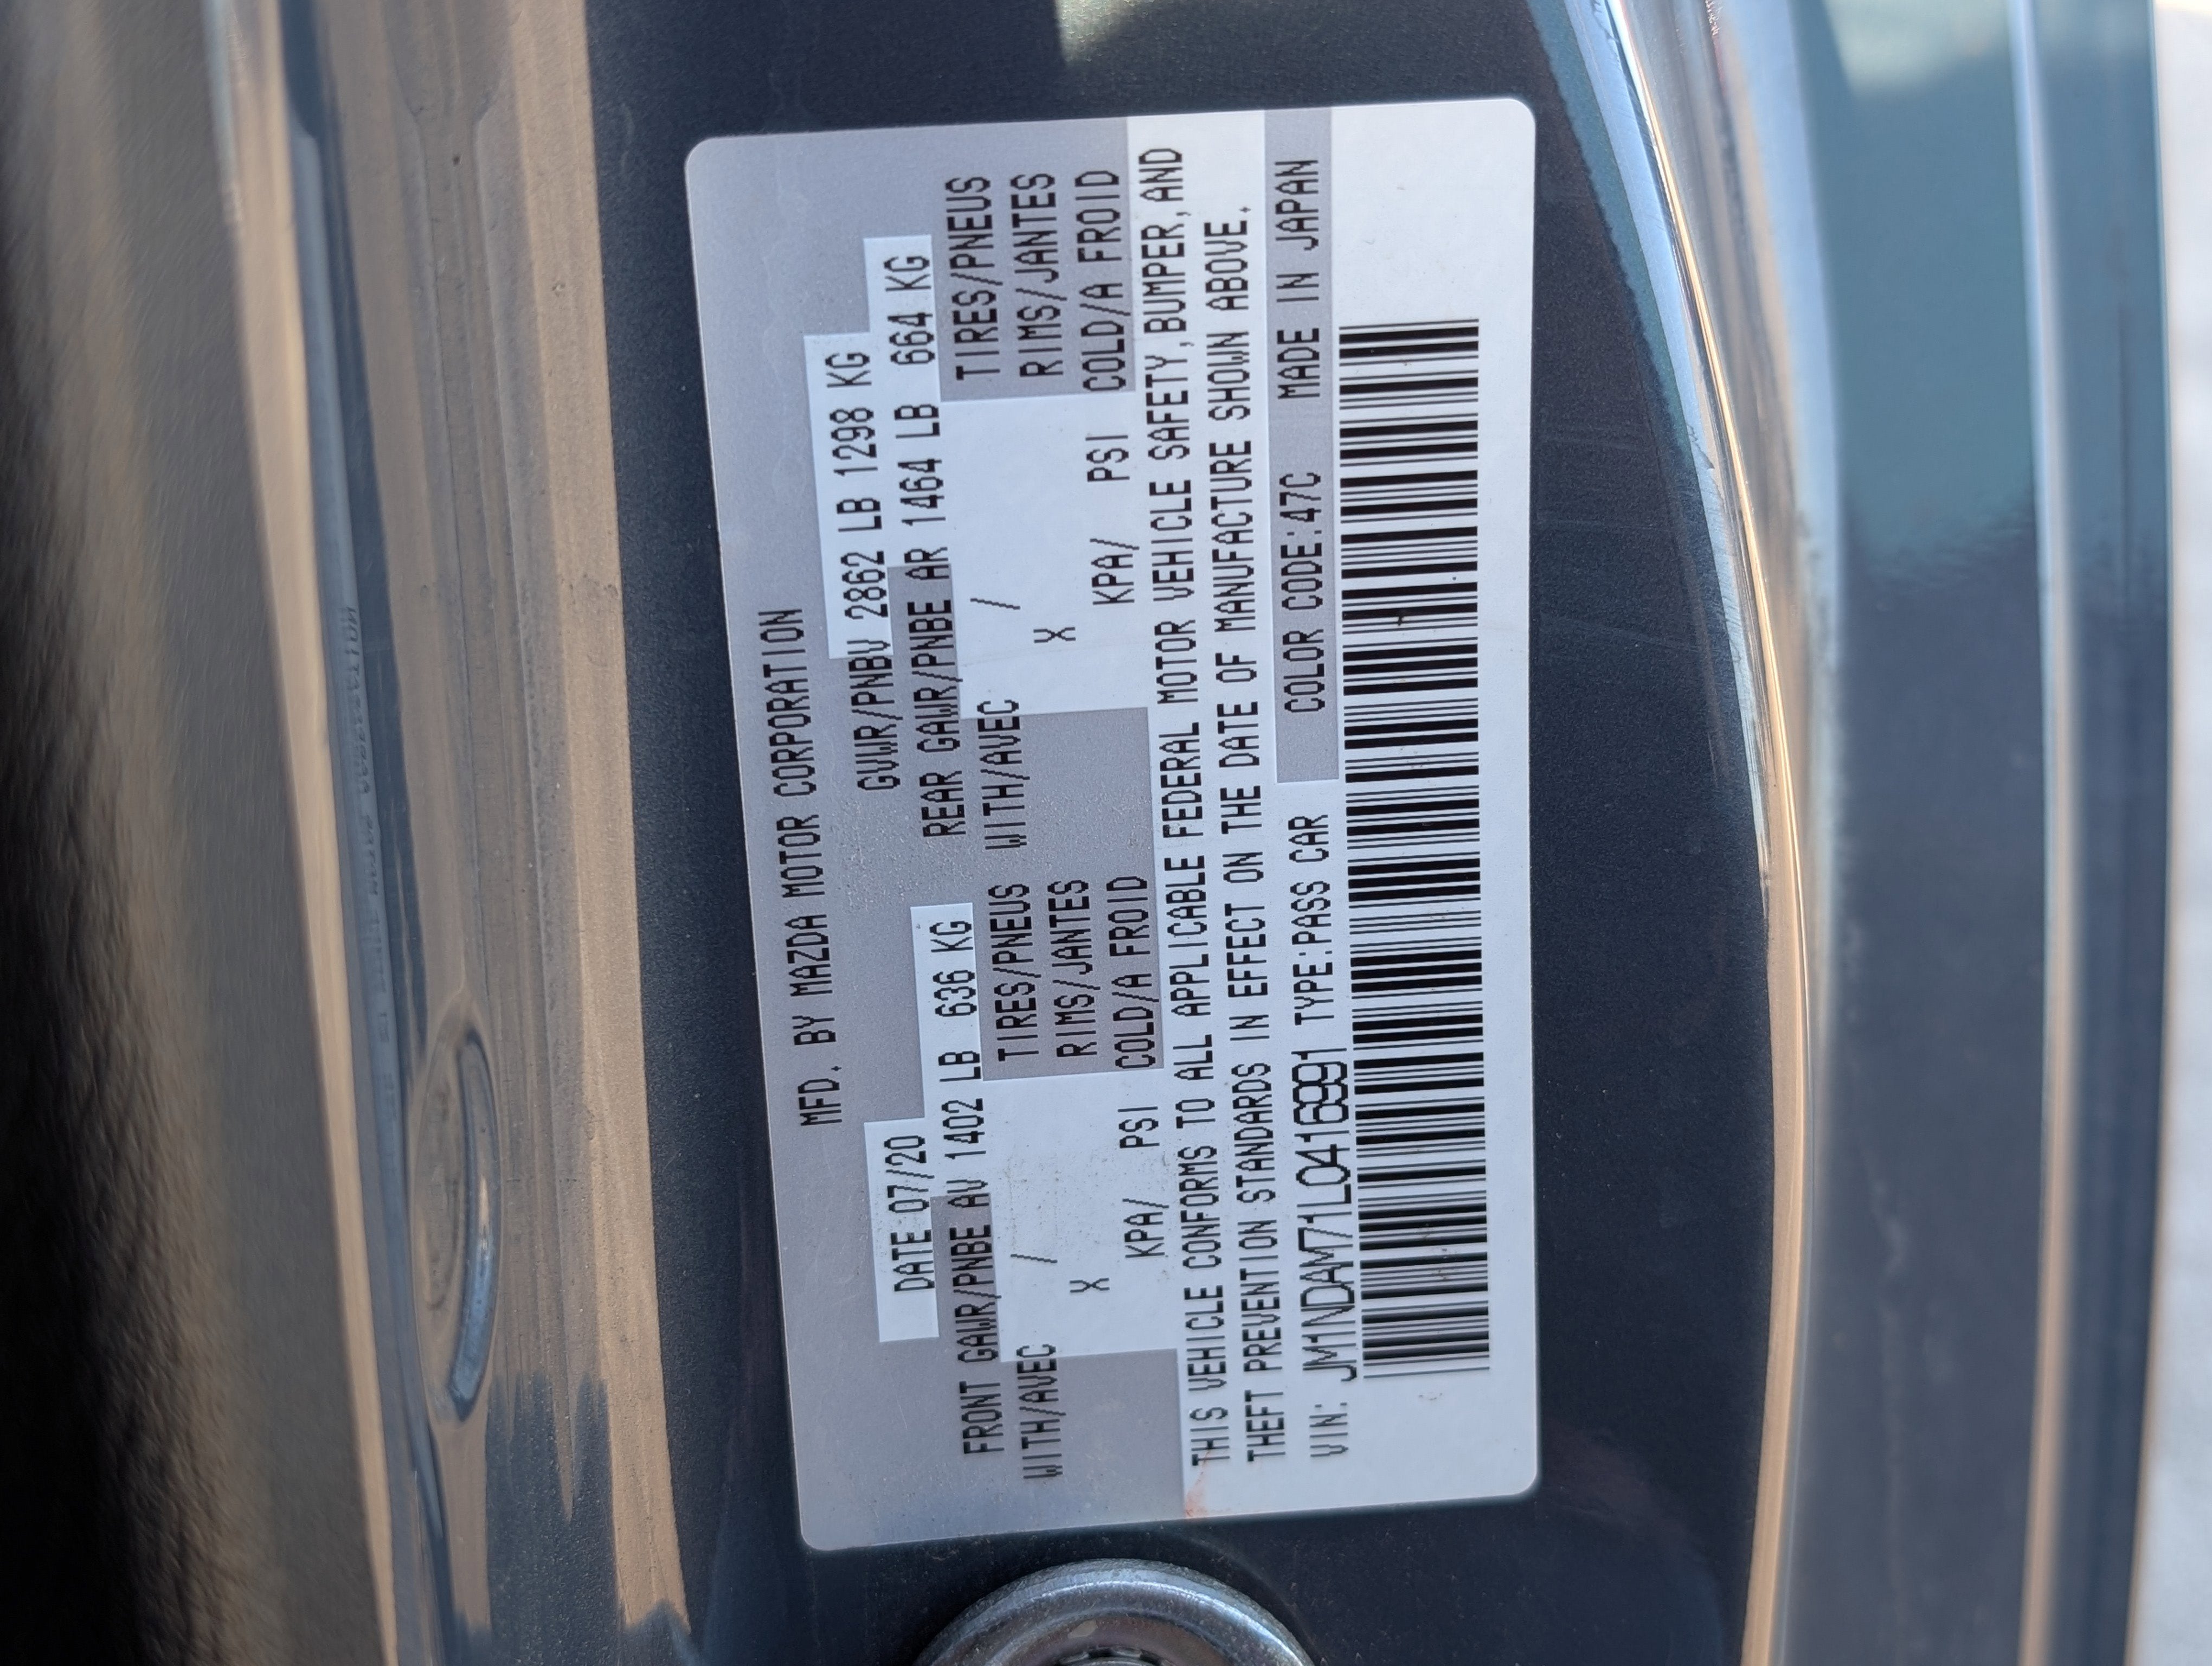 MFD. BY MAZDA MOTOR CORPORATION
DATE:07/20 GVWR/PNBV 2862 LB 1298 KG
FRONT GAWR/PNBE AV 1402 LB 636 KG REAR GAWR/PNBE AR 1464 LB 664 KG
WITH/AVEC / TIRES/PNEUS WITH/AVEC / TIRES/PNEUS
X RIMS/JANTES X RIMS/JANTES
KPA/ PSI COLD/A FROID KPA/ PSI COLD/A FROID
THIS VEHICLE CONFORMS TO ALL APPLICABLE FEDERAL MOTOR VEHICLE SAFETY,BUMPER,AND
THEFT PREVENTION STANDARDS IN EFFECT ON THE DATE OF MANUFACTURE SHOWN ABOVE.
VIN: JM1NDAM71L0416991 TYPE:PASS CAR COLOR CODE:47C MADE IN JAPAN